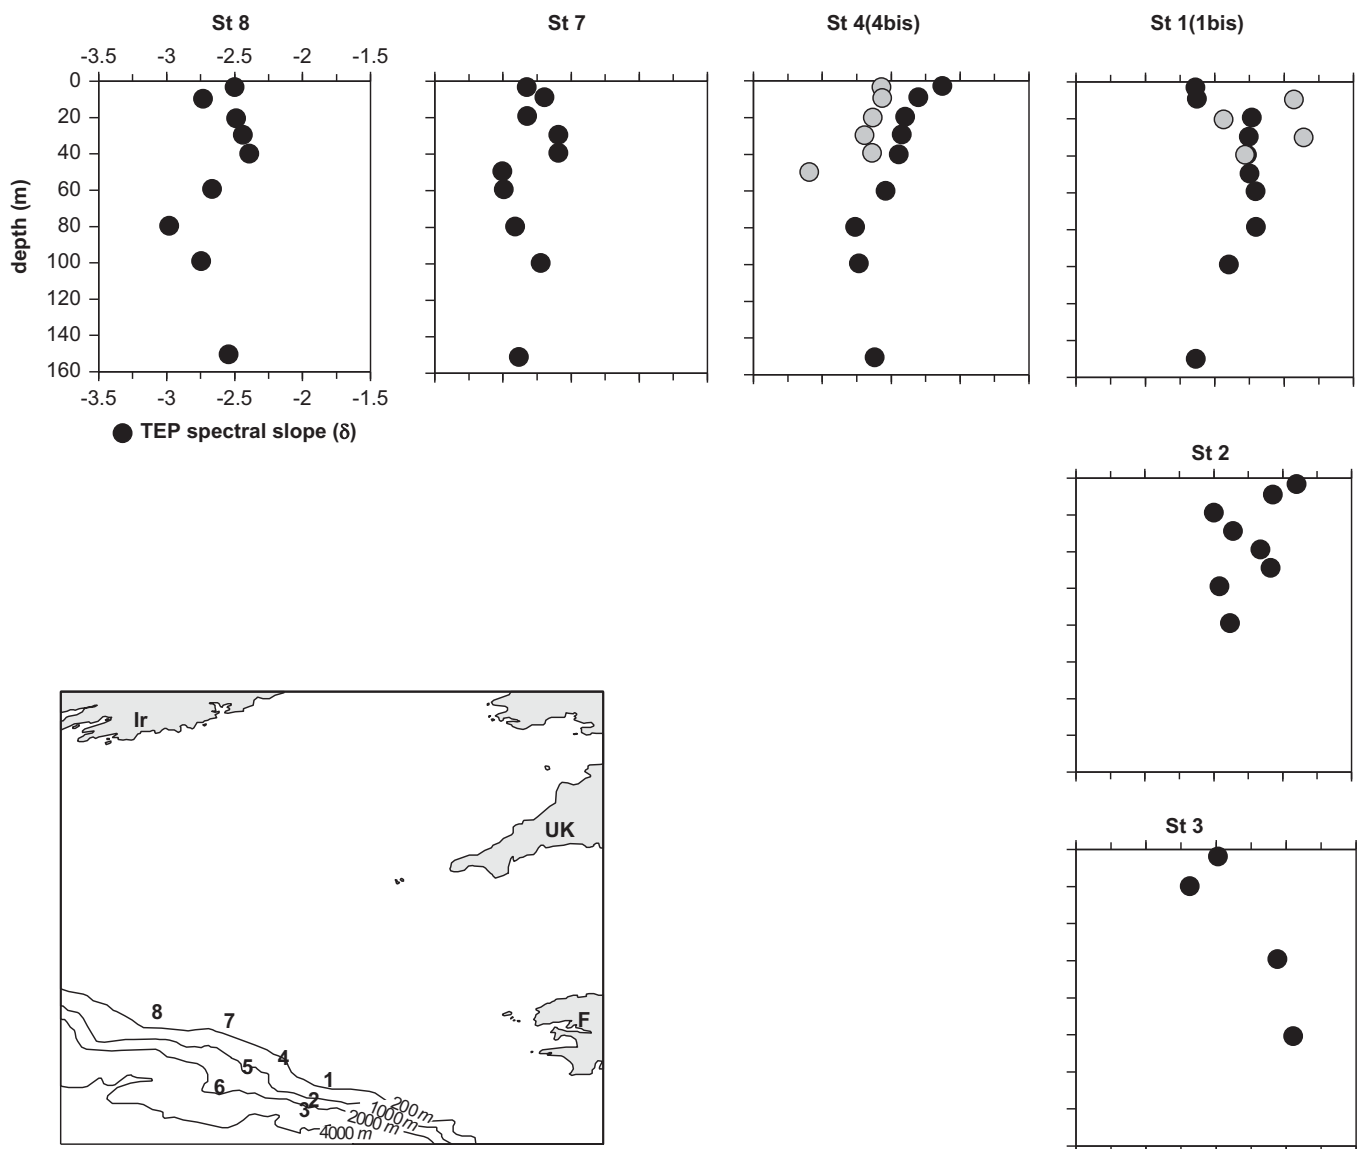 St 8
St 7
St 4(4bis)
St 1(1bis)
-3.5 -3 -2.5 -2 -1.5
0
20
40
60
80
100
120
140
160
depth (m)
-3.5 -3 -2.5 -2 -1.5
TEP spectral slope (δ)
St 2
St 3
Ir
UK
F
8
7
4
5
6
1
2
3
200 m
1000 m
2000 m
4000 m